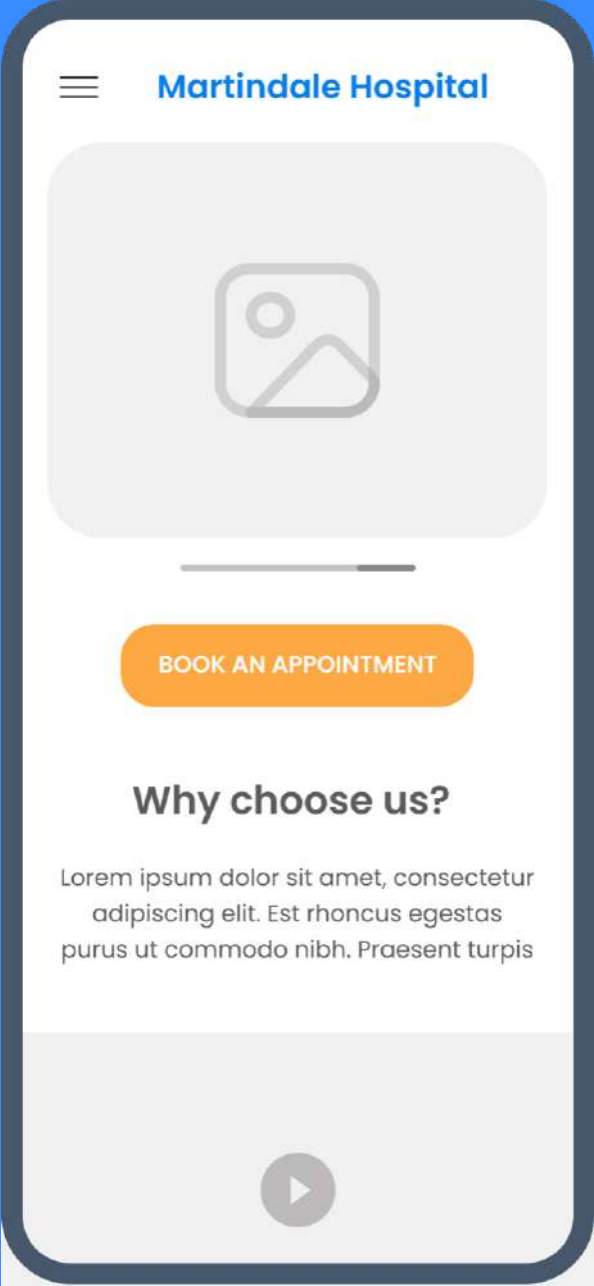 Martindale Hospital
BOOK AN APPOINTMENT
Why choose us?
Lorem ipsum dolor sit amet, consectetur
adipiscing elit. Est rhoncus egestas
purus ut commodo nibh. Praesent turpis